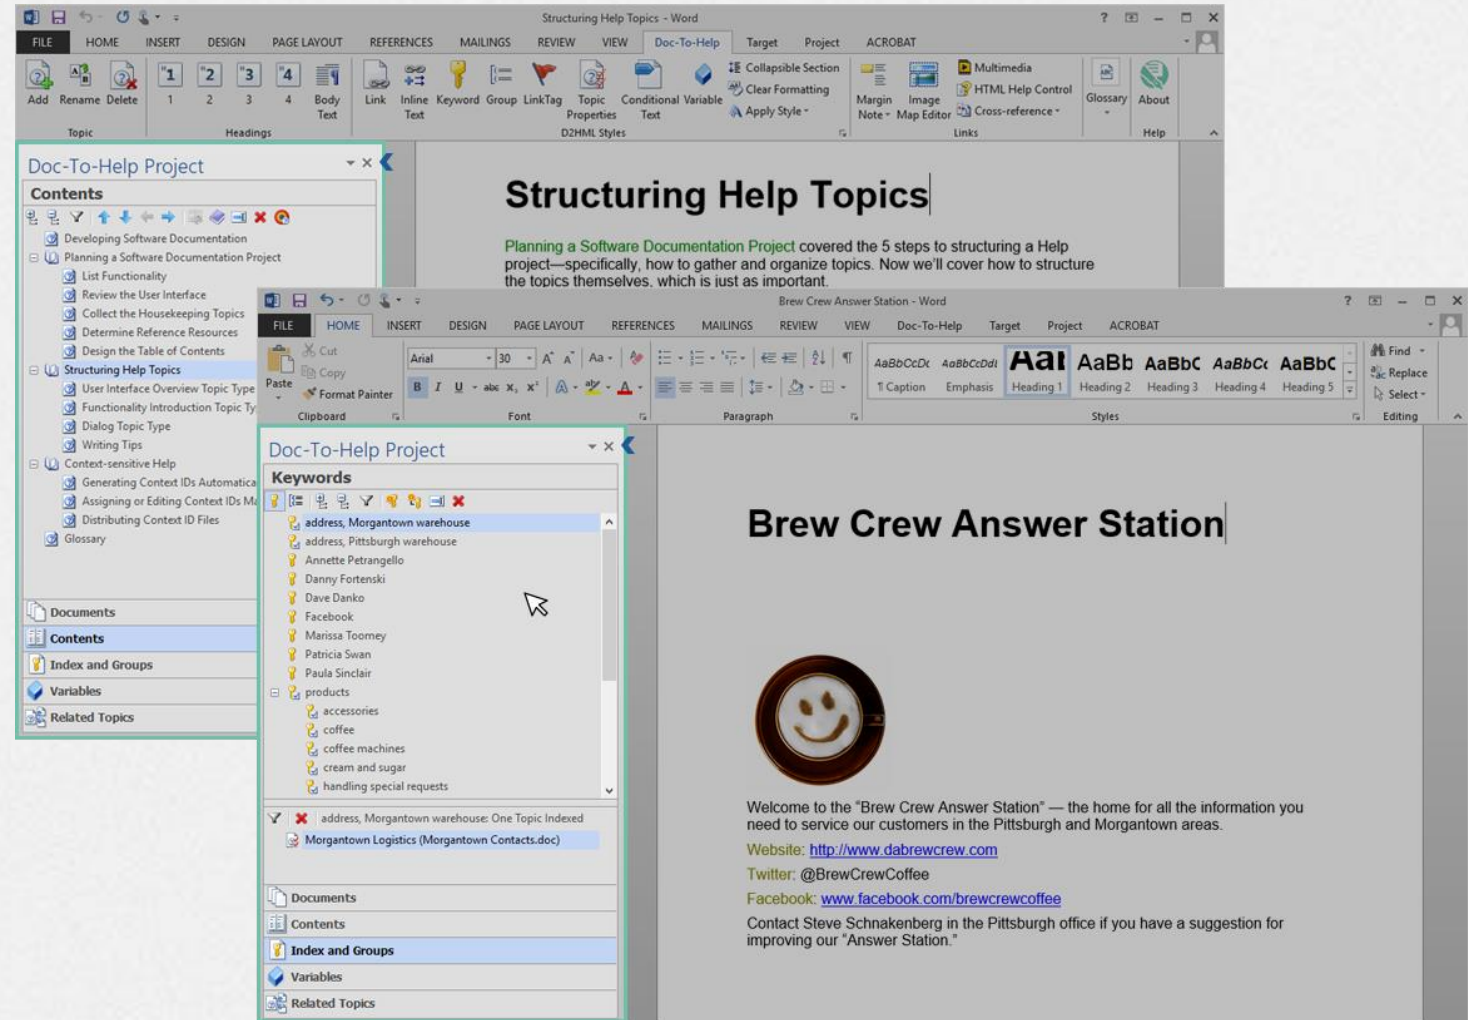 Structuring Help Topics - Word
FILE HOME INSERT DESIGN PAGE LAYOUT REFERENCES MAILINGS REVIEW VIEW Doc-To-Help Target Project ACROBAT
Add Rename Delete
Topic
"1 "2 "3 "4
1 2 3 4 Body Text
Headings
Link Inline Text Keyword Group LinkTag Topic Properties Conditional Text Variable
Collapsible Section
Clear Formatting
Apply Style
D2HML Styles
Margin Note Image Map Editor
Multimedia
HTML Help Control
Cross-reference
Links
Glossary
About
Help
Doc-To-Help Project
Contents
Developing Software Documentation
Planning a Software Documentation Project
List Functionality
Review the User Interface
Collect the Housekeeping Topics
Determine Reference Resources
Design the Table of Contents
Structuring Help Topics
User Interface Overview Topic Type
Functionality Introduction Topic Ty
Dialog Topic Type
Writing Tips
Context-sensitive Help
Generating Context IDs Automatica
Assigning or Editing Context IDs Ma
Distributing Context ID Files
Glossary
Documents
Contents
Index and Groups
Variables
Related Topics
Structuring Help Topics
Planning a Software Documentation Project covered the 5 steps to structuring a Help
project—specifically, how to gather and organize topics. Now we'll cover how to structure
the topics themselves, which is just as important.
Brew Crew Answer Station - Word
FILE HOME INSERT DESIGN PAGE LAYOUT REFERENCES MAILINGS REVIEW VIEW Doc-To-Help Target Project ACROBAT
Paste
Cut
Copy
Format Painter
Clipboard
Arial 30
Font
Paragraph
AaBbCcDc AaBbCcDdI AaI AaBb AaBbC AaBbCc AaBbC
¶ Caption Emphasis Heading 1 Heading 2 Heading 3 Heading 4 Heading 5
Styles
Find
Replace
Select
Editing
Doc-To-Help Project
Keywords
address, Morgantown warehouse
address, Pittsburgh warehouse
Annette Petrangello
Danny Fortenski
Dave Danko
Facebook
Marissa Toomey
Patricia Swan
Paula Sinclair
products
accessories
coffee
coffee machines
cream and sugar
handling special requests
address, Morgantown warehouse: One Topic Indexed
Morgantown Logistics (Morgantown Contacts.doc)
Documents
Contents
Index and Groups
Variables
Related Topics
Brew Crew Answer Station
Welcome to the "Brew Crew Answer Station" — the home for all the information you
need to service our customers in the Pittsburgh and Morgantown areas.
Website: http://www.dabrewcrew.com
Twitter: @BrewCrewCoffee
Facebook: www.facebook.com/brewcrewcoffee
Contact Steve Schnakenberg in the Pittsburgh office if you have a suggestion for
improving our "Answer Station."